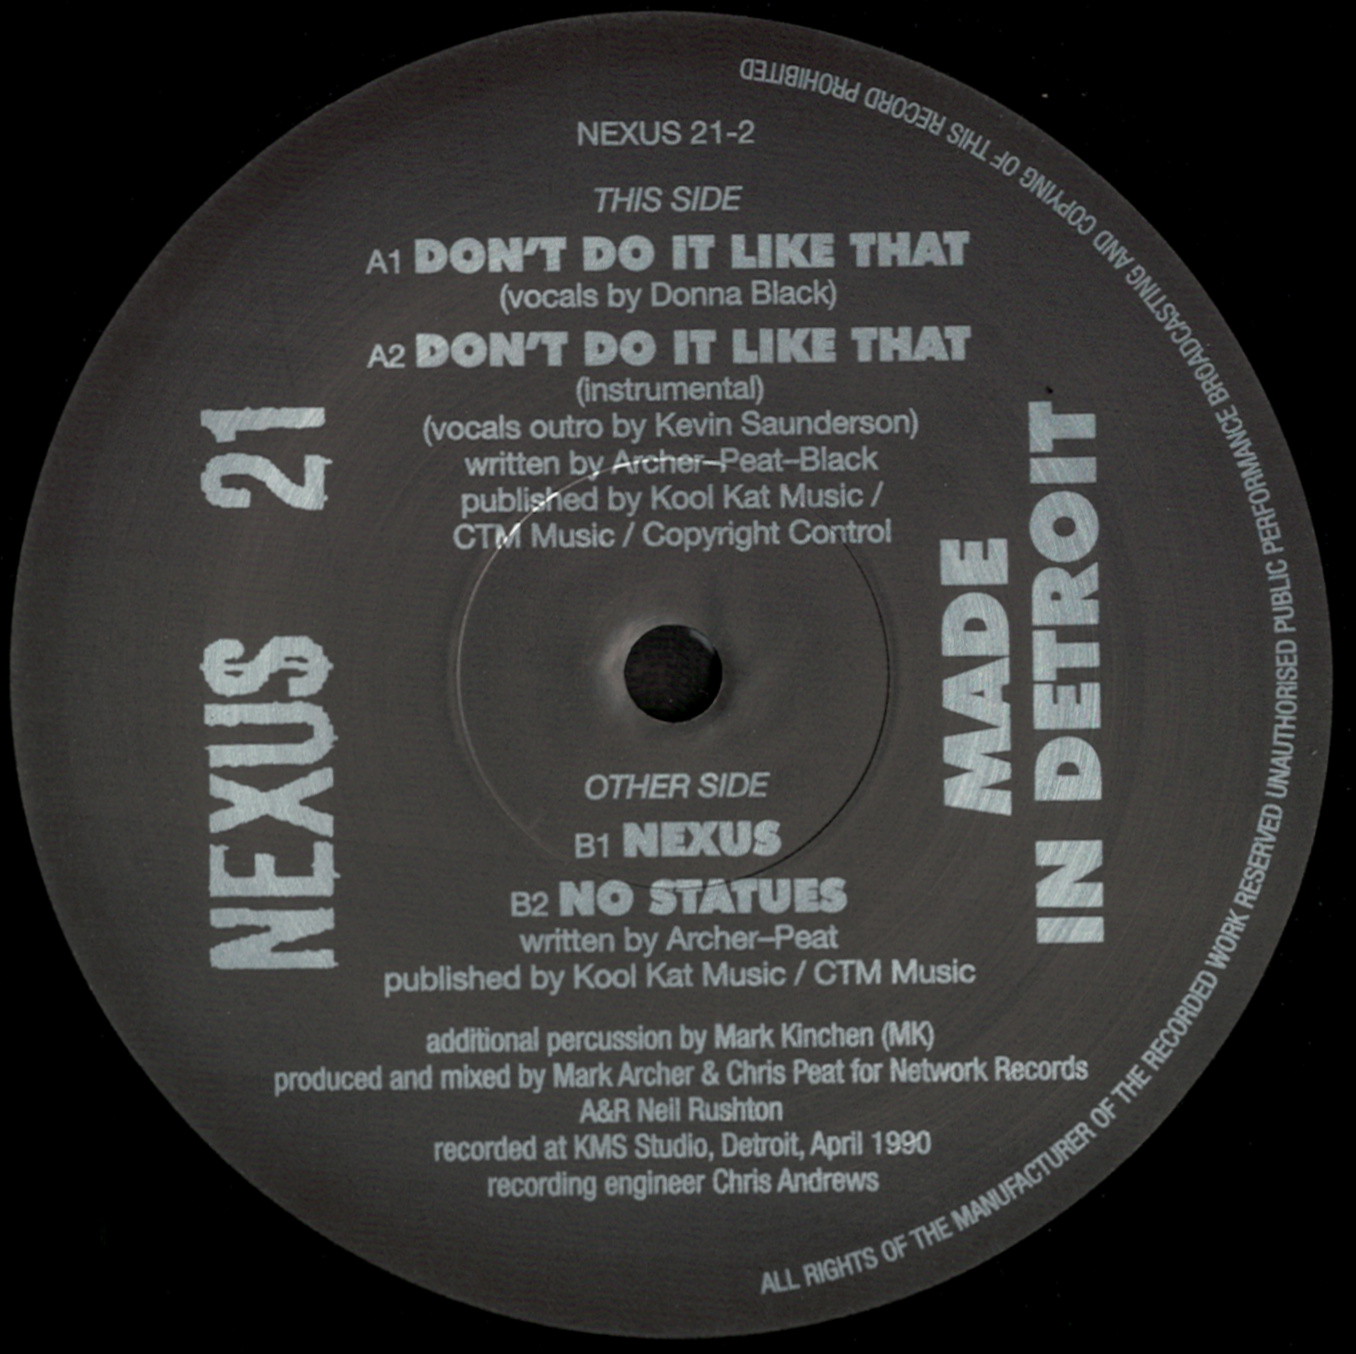 NEXUS 21-2
THIS SIDE
A1 DON'T DO IT LIKE THAT
(vocals by Donna Black)
A2 DON'T DO IT LIKE THAT
(instrumental)
(vocals outro by Kevin Saunderson)
written by Archer–Peat–Black
published by Kool Kat Music /
CTM Music / Copyright Control
NEXUS 21
MADE
IN DETROIT
OTHER SIDE
B1 NEXUS
B2 NO STATUES
written by Archer–Peat
published by Kool Kat Music / CTM Music
additional percussion by Mark Kinchen (MK)
produced and mixed by Mark Archer & Chris Peat for Network Records
A&R Neil Rushton
recorded at KMS Studio, Detroit, April 1990
recording engineer Chris Andrews
ALL RIGHTS OF THE MANUFACTURER OF THE RECORDED WORK RESERVED UNAUTHORISED PUBLIC PERFORMANCE BROADCASTING AND COPYING OF THIS RECORD PROHIBITED